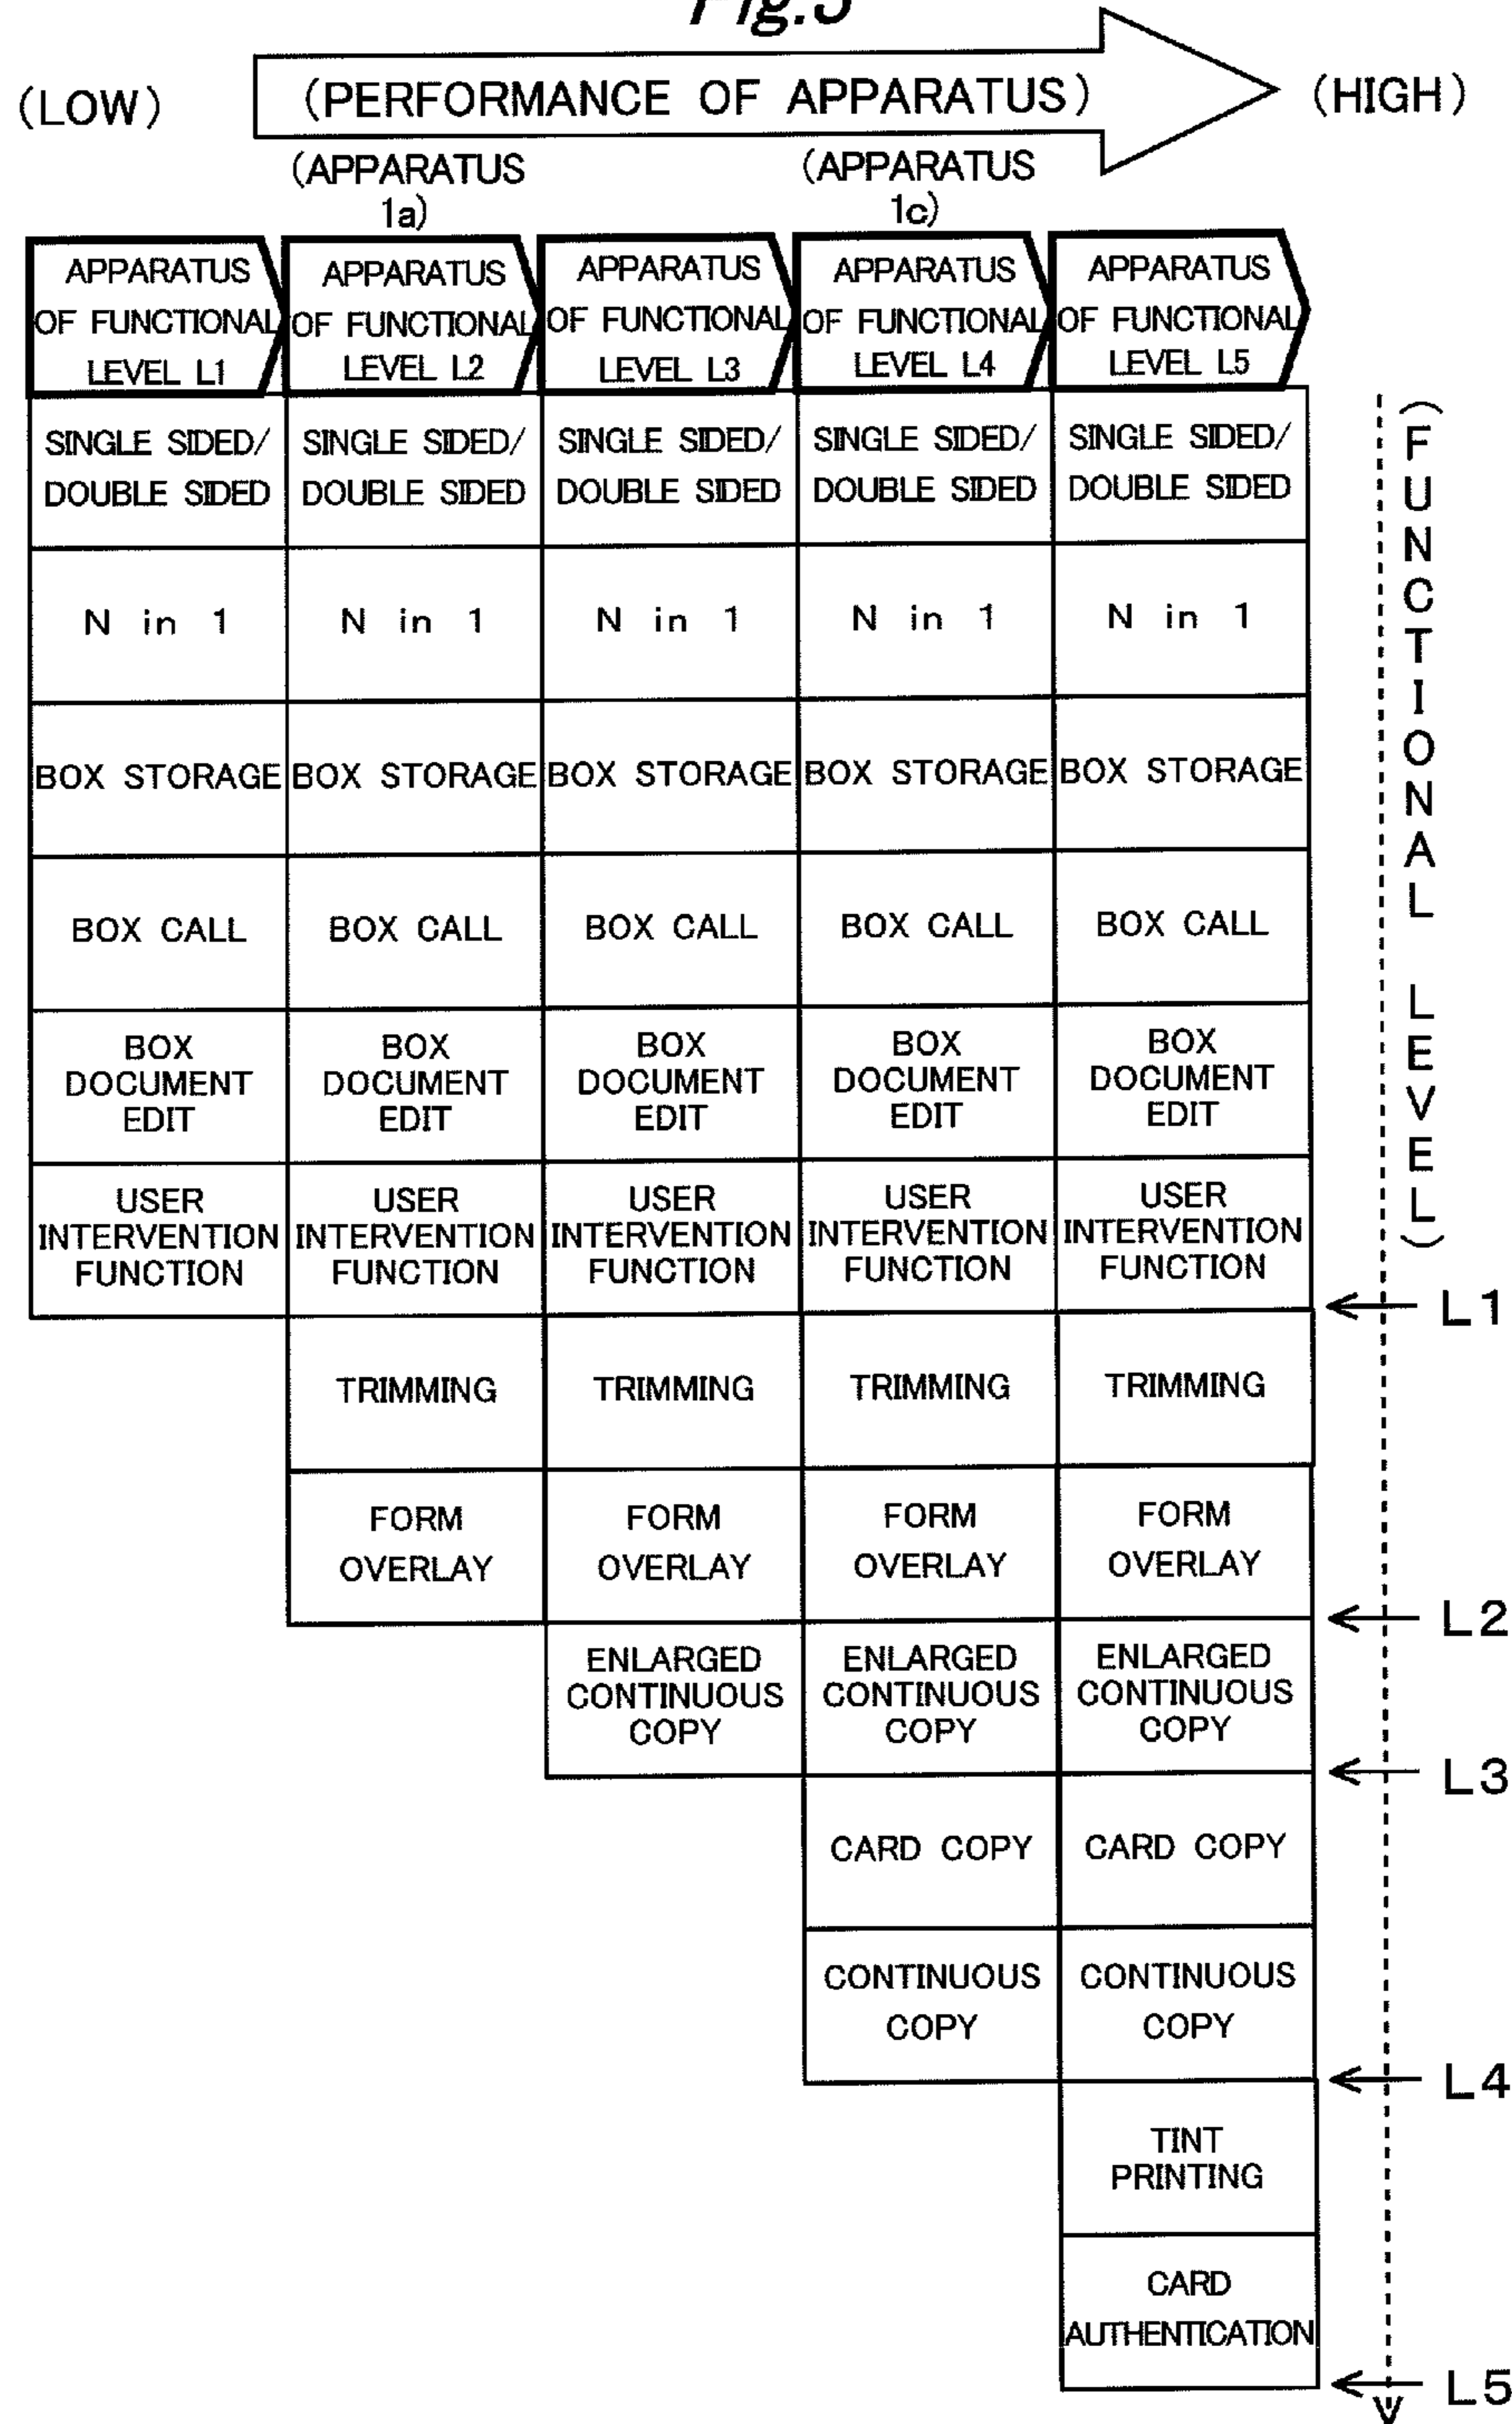 Fig.5
(LOW) (PERFORMANCE OF APPARATUS) (HIGH)
(APPARATUS 1a) (APPARATUS 1c)
APPARATUS OF FUNCTIONAL LEVEL L1
APPARATUS OF FUNCTIONAL LEVEL L2
APPARATUS OF FUNCTIONAL LEVEL L3
APPARATUS OF FUNCTIONAL LEVEL L4
APPARATUS OF FUNCTIONAL LEVEL L5
(FUNCTIONAL LEVEL)
SINGLE SIDED/ SINGLE SIDED/ SINGLE SIDED/ SINGLE SIDED/ SINGLE SIDED/
DOUBLE SIDED DOUBLE SIDED DOUBLE SIDED DOUBLE SIDED DOUBLE SIDED
N in 1 N in 1 N in 1 N in 1 N in 1
BOX STORAGE BOX STORAGE BOX STORAGE BOX STORAGE BOX STORAGE
BOX CALL BOX CALL BOX CALL BOX CALL BOX CALL
BOX BOX BOX BOX BOX
DOCUMENT DOCUMENT DOCUMENT DOCUMENT DOCUMENT
EDIT EDIT EDIT EDIT EDIT
USER USER USER USER USER
INTERVENTION INTERVENTION INTERVENTION INTERVENTION INTERVENTION
FUNCTION FUNCTION FUNCTION FUNCTION FUNCTION
L1
TRIMMING TRIMMING TRIMMING TRIMMING
FORM FORM FORM FORM
OVERLAY OVERLAY OVERLAY OVERLAY
L2
ENLARGED ENLARGED ENLARGED
CONTINUOUS CONTINUOUS CONTINUOUS
COPY COPY COPY
L3
CARD COPY CARD COPY
CONTINUOUS CONTINUOUS
COPY COPY
L4
TINT
PRINTING
CARD
AUTHENTICATION
L5